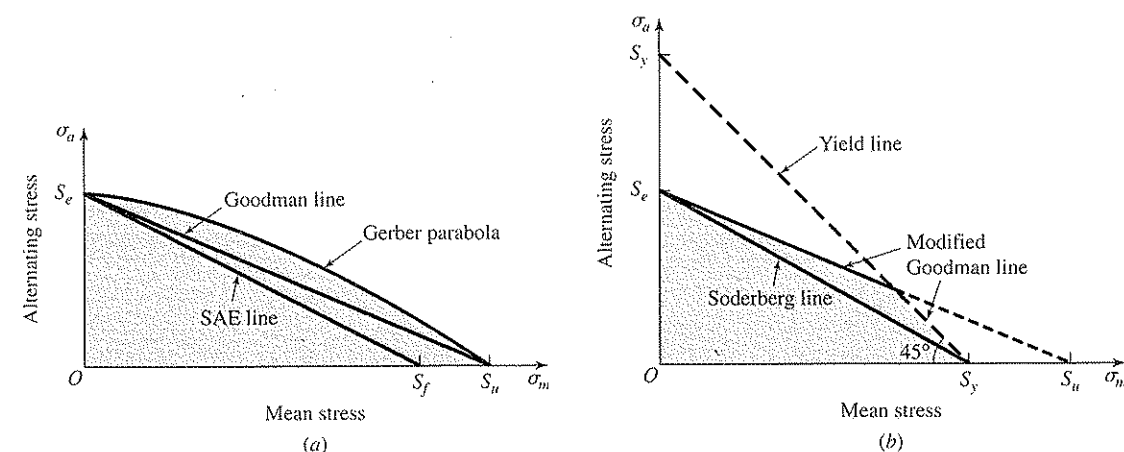 σa
Se
Goodman line
Gerber parabola
SAE line
Alternating stress
O
Sf
Su
σm
Mean stress
(a)
σa
Sy
Yield line
Se
Modified
Goodman line
Soderberg line
45°
Alternating stress
O
Sy
Su
σm
Mean stress
(b)